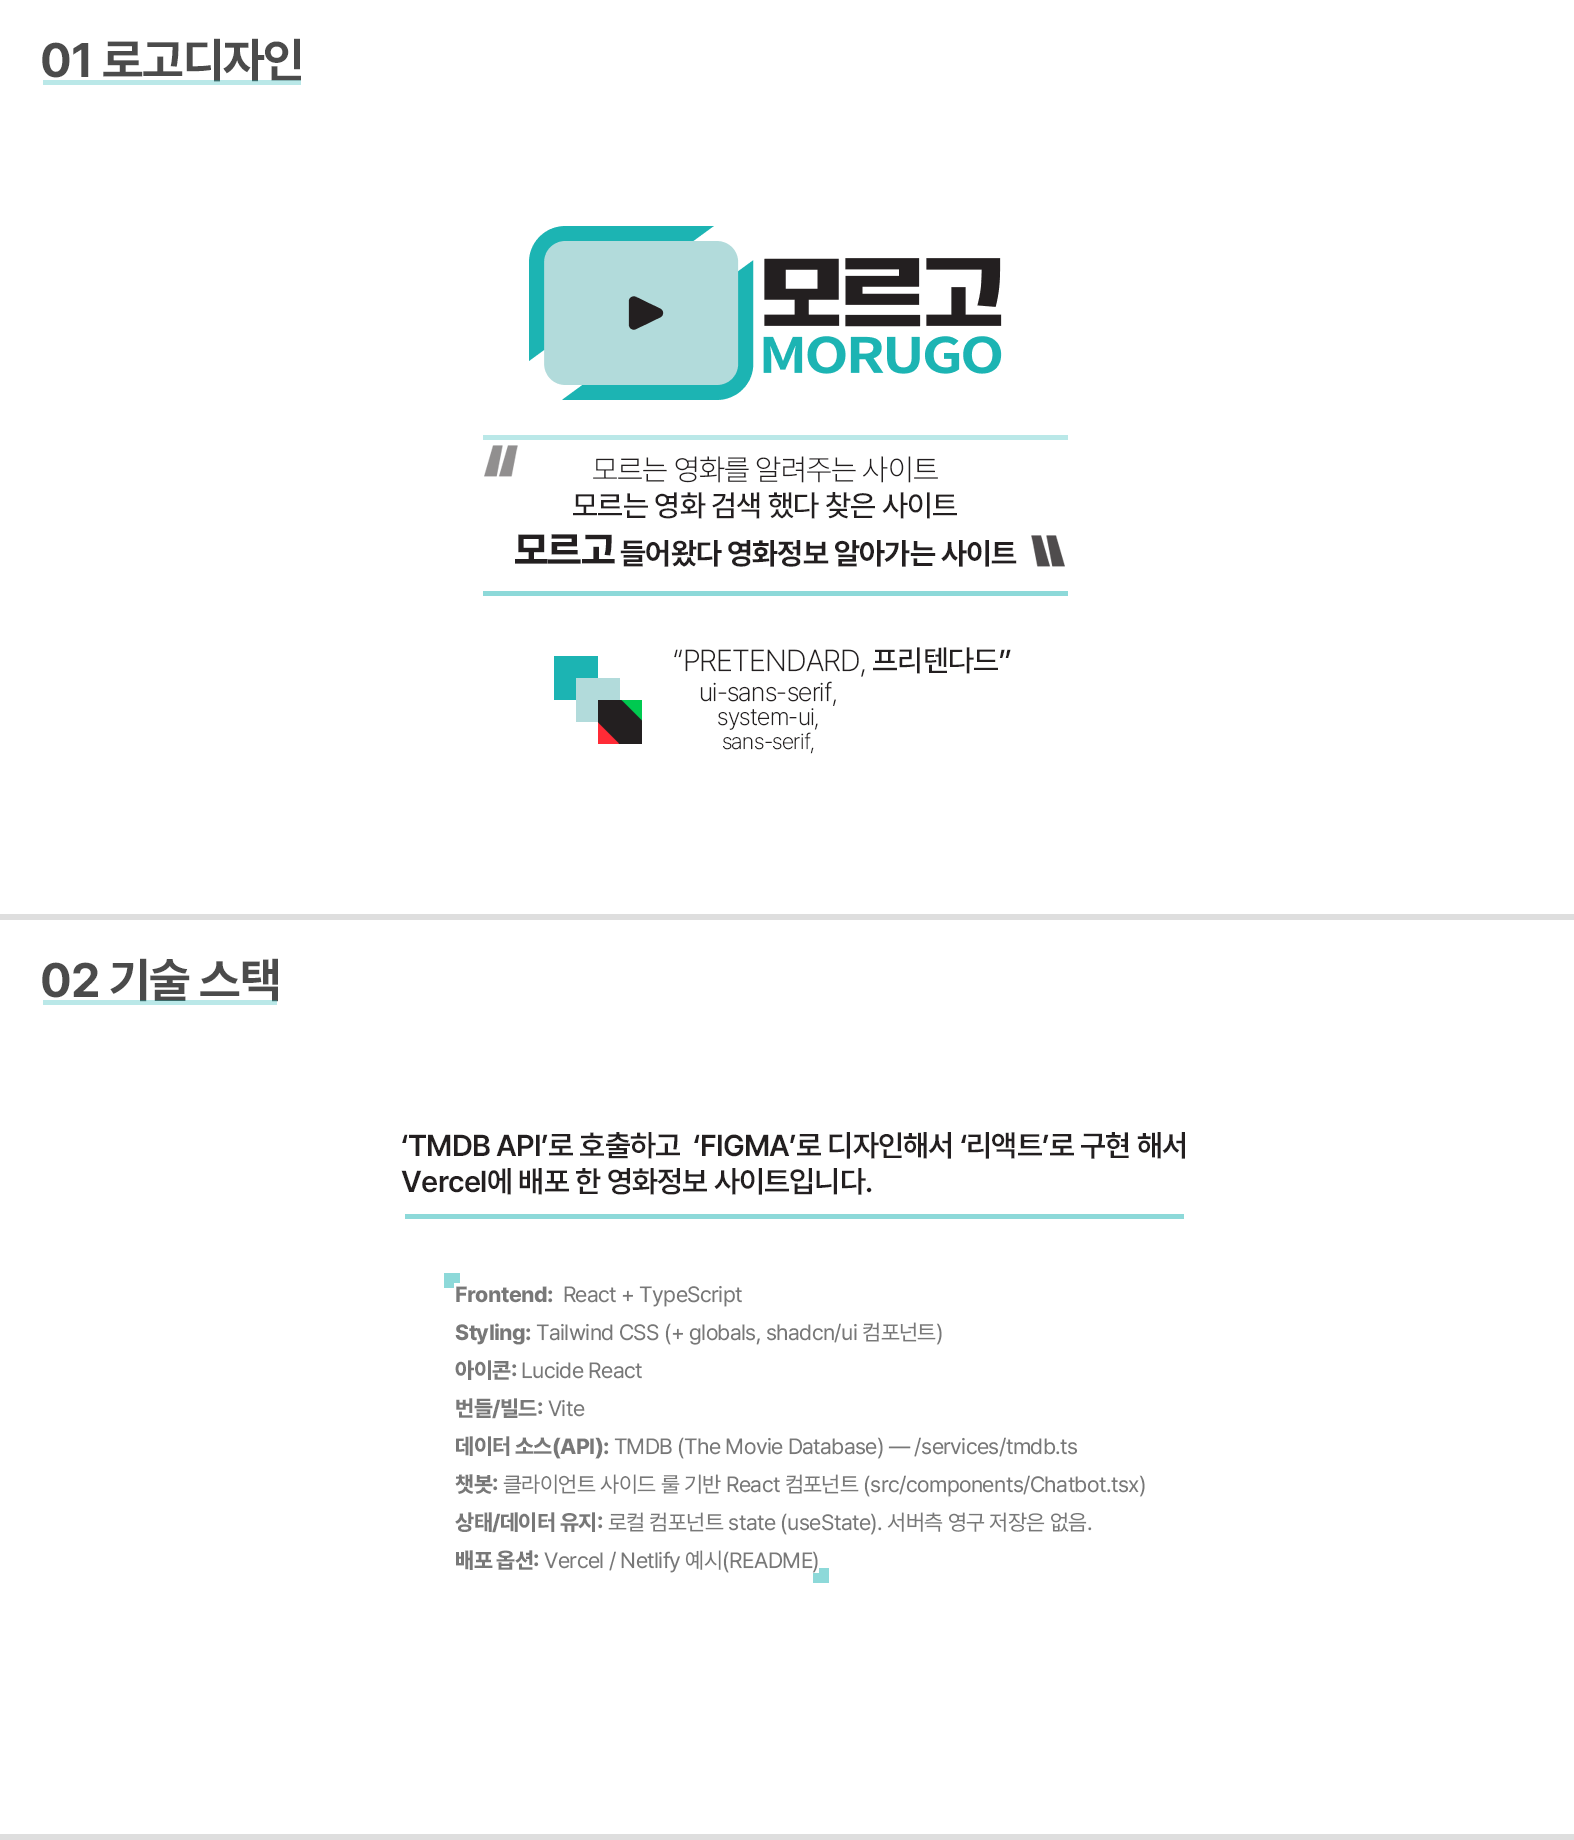 01 로고디자인
모르고
MORUGO
모르는 영화를 알려주는 사이트
모르는 영화 검색 했다 찾은 사이트
모르고 들어왔다 영화정보 알아가는 사이트
“PRETENDARD, 프리텐다드”
ui-sans-serif,
system-ui,
sans-serif,
02 기술 스택
‘TMDB API’로 호출하고 ‘FIGMA’로 디자인해서 ‘리액트’로 구현 해서
Vercel에 배포 한 영화정보 사이트입니다.
Frontend: React + TypeScript
Styling: Tailwind CSS (+ globals, shadcn/ui 컴포넌트)
아이콘: Lucide React
번들/빌드: Vite
데이터 소스(API): TMDB (The Movie Database) — /services/tmdb.ts
챗봇: 클라이언트 사이드 룰 기반 React 컴포넌트 (src/components/Chatbot.tsx)
상태/데이터 유지: 로컬 컴포넌트 state (useState). 서버측 영구 저장은 없음.
배포 옵션: Vercel / Netlify 예시(README)